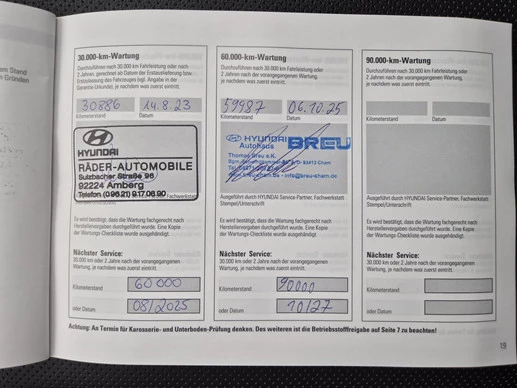 30.000-km-Wartung
Durchzuführen nach 30.000 km Fahrleistung oder nach
2 Jahren, gerechnet ab Datum der Erstauslieferung bzw.
Erstzulassung des Fahrzeuges vgl. Angabe in der
Garantie-Urkunde), je nachdem was zuerst eintritt.
30886 14.8.23
Kilometerstand Datum
HYUNDAI
RÄDER-AUTOMOBILE
Sulzbacher Straße 96
92224 Amberg
Telefon (09621) 9.17.06.90
Fachwerkstatt
Stempel/Unterschrift
Es wird bestätigt, dass die Wartung fachgerecht nach
Herstellervorgaben durchgeführt wurde. Eine Kopie
der Wartungs-Checkliste wurde ausgehändigt.
Nächster Service:
30.000 km oder 2 Jahre nach der vorangegangenen
Wartung, je nachdem was zuerst eintritt.
Kilometerstand 60000
oder Datum 08/2025
60.000-km-Wartung
Durchzuführen nach 30.000 km Fahrleistung oder nach
2 Jahren nach der vorangegangenen Wartung,
je nachdem was zuerst eintritt.
59987 06.10.25
Kilometerstand Datum
HYUNDAI
Autohaus BREU
Thomas Breu e.K.
93413 Cham
info@breu-cham.de
Ausgeführt durch HYUNDAI Service-Partner, Fachwerkstatt
Stempel/Unterschrift
Es wird bestätigt, dass die Wartung fachgerecht nach
Herstellervorgaben durchgeführt wurde. Eine Kopie
der Wartungs-Checkliste wurde ausgehändigt.
Nächster Service:
30.000 km oder 2 Jahre nach der vorangegangenen
Wartung, je nachdem was zuerst eintritt.
Kilometerstand 90000
oder Datum 10/27
90.000-km-Wartung
Durchzuführen nach 30.000 km Fahrleistung oder nach
2 Jahren nach der vorangegangenen Wartung,
je nachdem was zuerst eintritt.
Kilometerstand Datum
Ausgeführt durch HYUNDAI Service-Partner, Fachwerkstatt
Stempel/Unterschrift
Es wird bestätigt, dass die Wartung fachgerecht nach
Herstellervorgaben durchgeführt wurde. Eine Kopie
der Wartungs-Checkliste wurde ausgehändigt.
Nächster Service:
30.000 km oder 2 Jahre nach der vorangegangenen
Wartung, je nachdem was zuerst eintritt.
Kilometerstand
oder Datum
Achtung: An Termin für Karosserie- und Unterboden-Prüfung denken. Des weiteren ist die Betriebsstofffreigabe auf Seite 7 zu beachten!
19